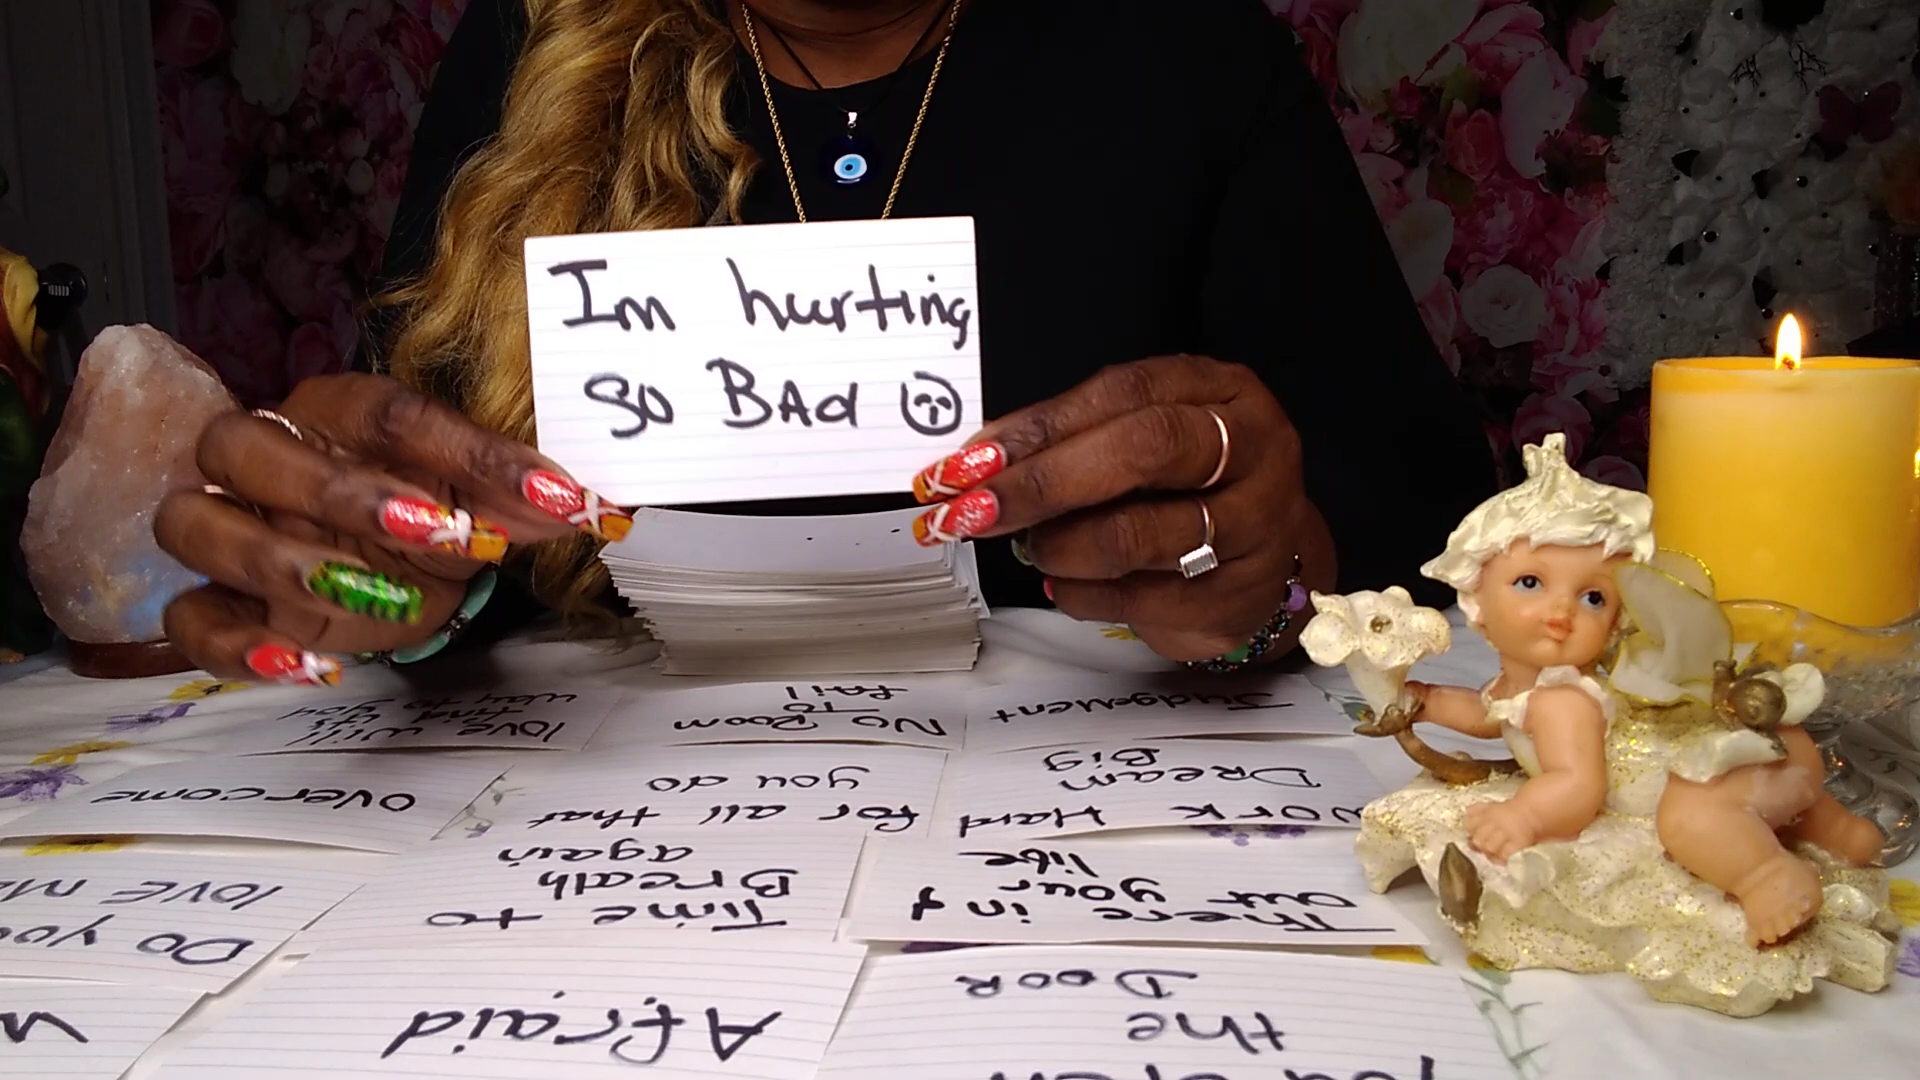 Im hurting
So BAd
love will
find its
way to you
No Room
To
fail
Judgement
overcome
for all that
you do
Work Hard
Dream
Big
Do you
love Me
Time to
Breath
again
There in t
out your
life
Afraid
the
Door